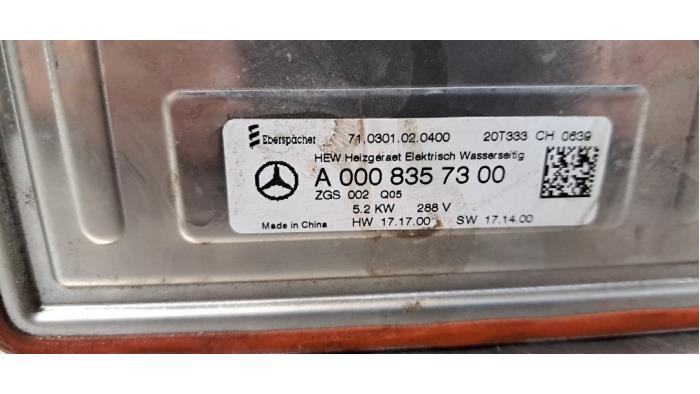 Eberspächer 71.0301.02.0400 20T333 CH 0639
HEW Heizgeraet Elektrisch Wasserseitig
A 000 835 73 00
ZGS 002 Q05
5.2 KW 288 V
Made in China HW 17.17.00 SW 17.14.00